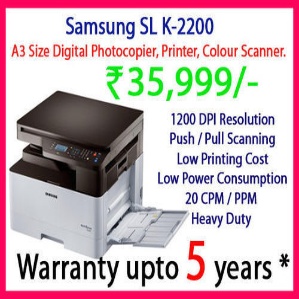 Samsung SL K-2200
A3 Size Digital Photocopier, Printer, Colour Scanner.
₹35,999/-
1200 DPI Resolution
Push / Pull Scanning
Low Printing Cost
Low Power Consumption
20 CPM / PPM
Heavy Duty
SAMSUNG
Warranty upto 5 years *